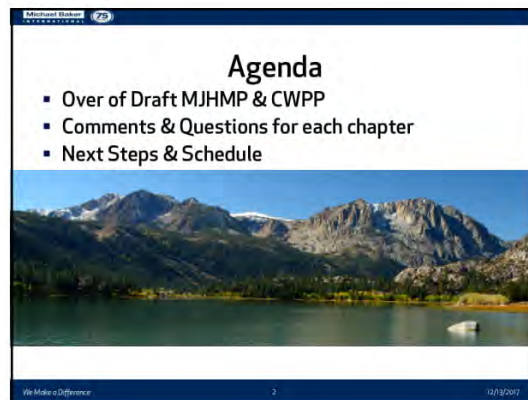 Michael Baker
INTERNATIONAL
75
Agenda
▪ Over of Draft MJHMP & CWPP
▪ Comments & Questions for each chapter
▪ Next Steps & Schedule
We Make a Difference
2
12/13/2017